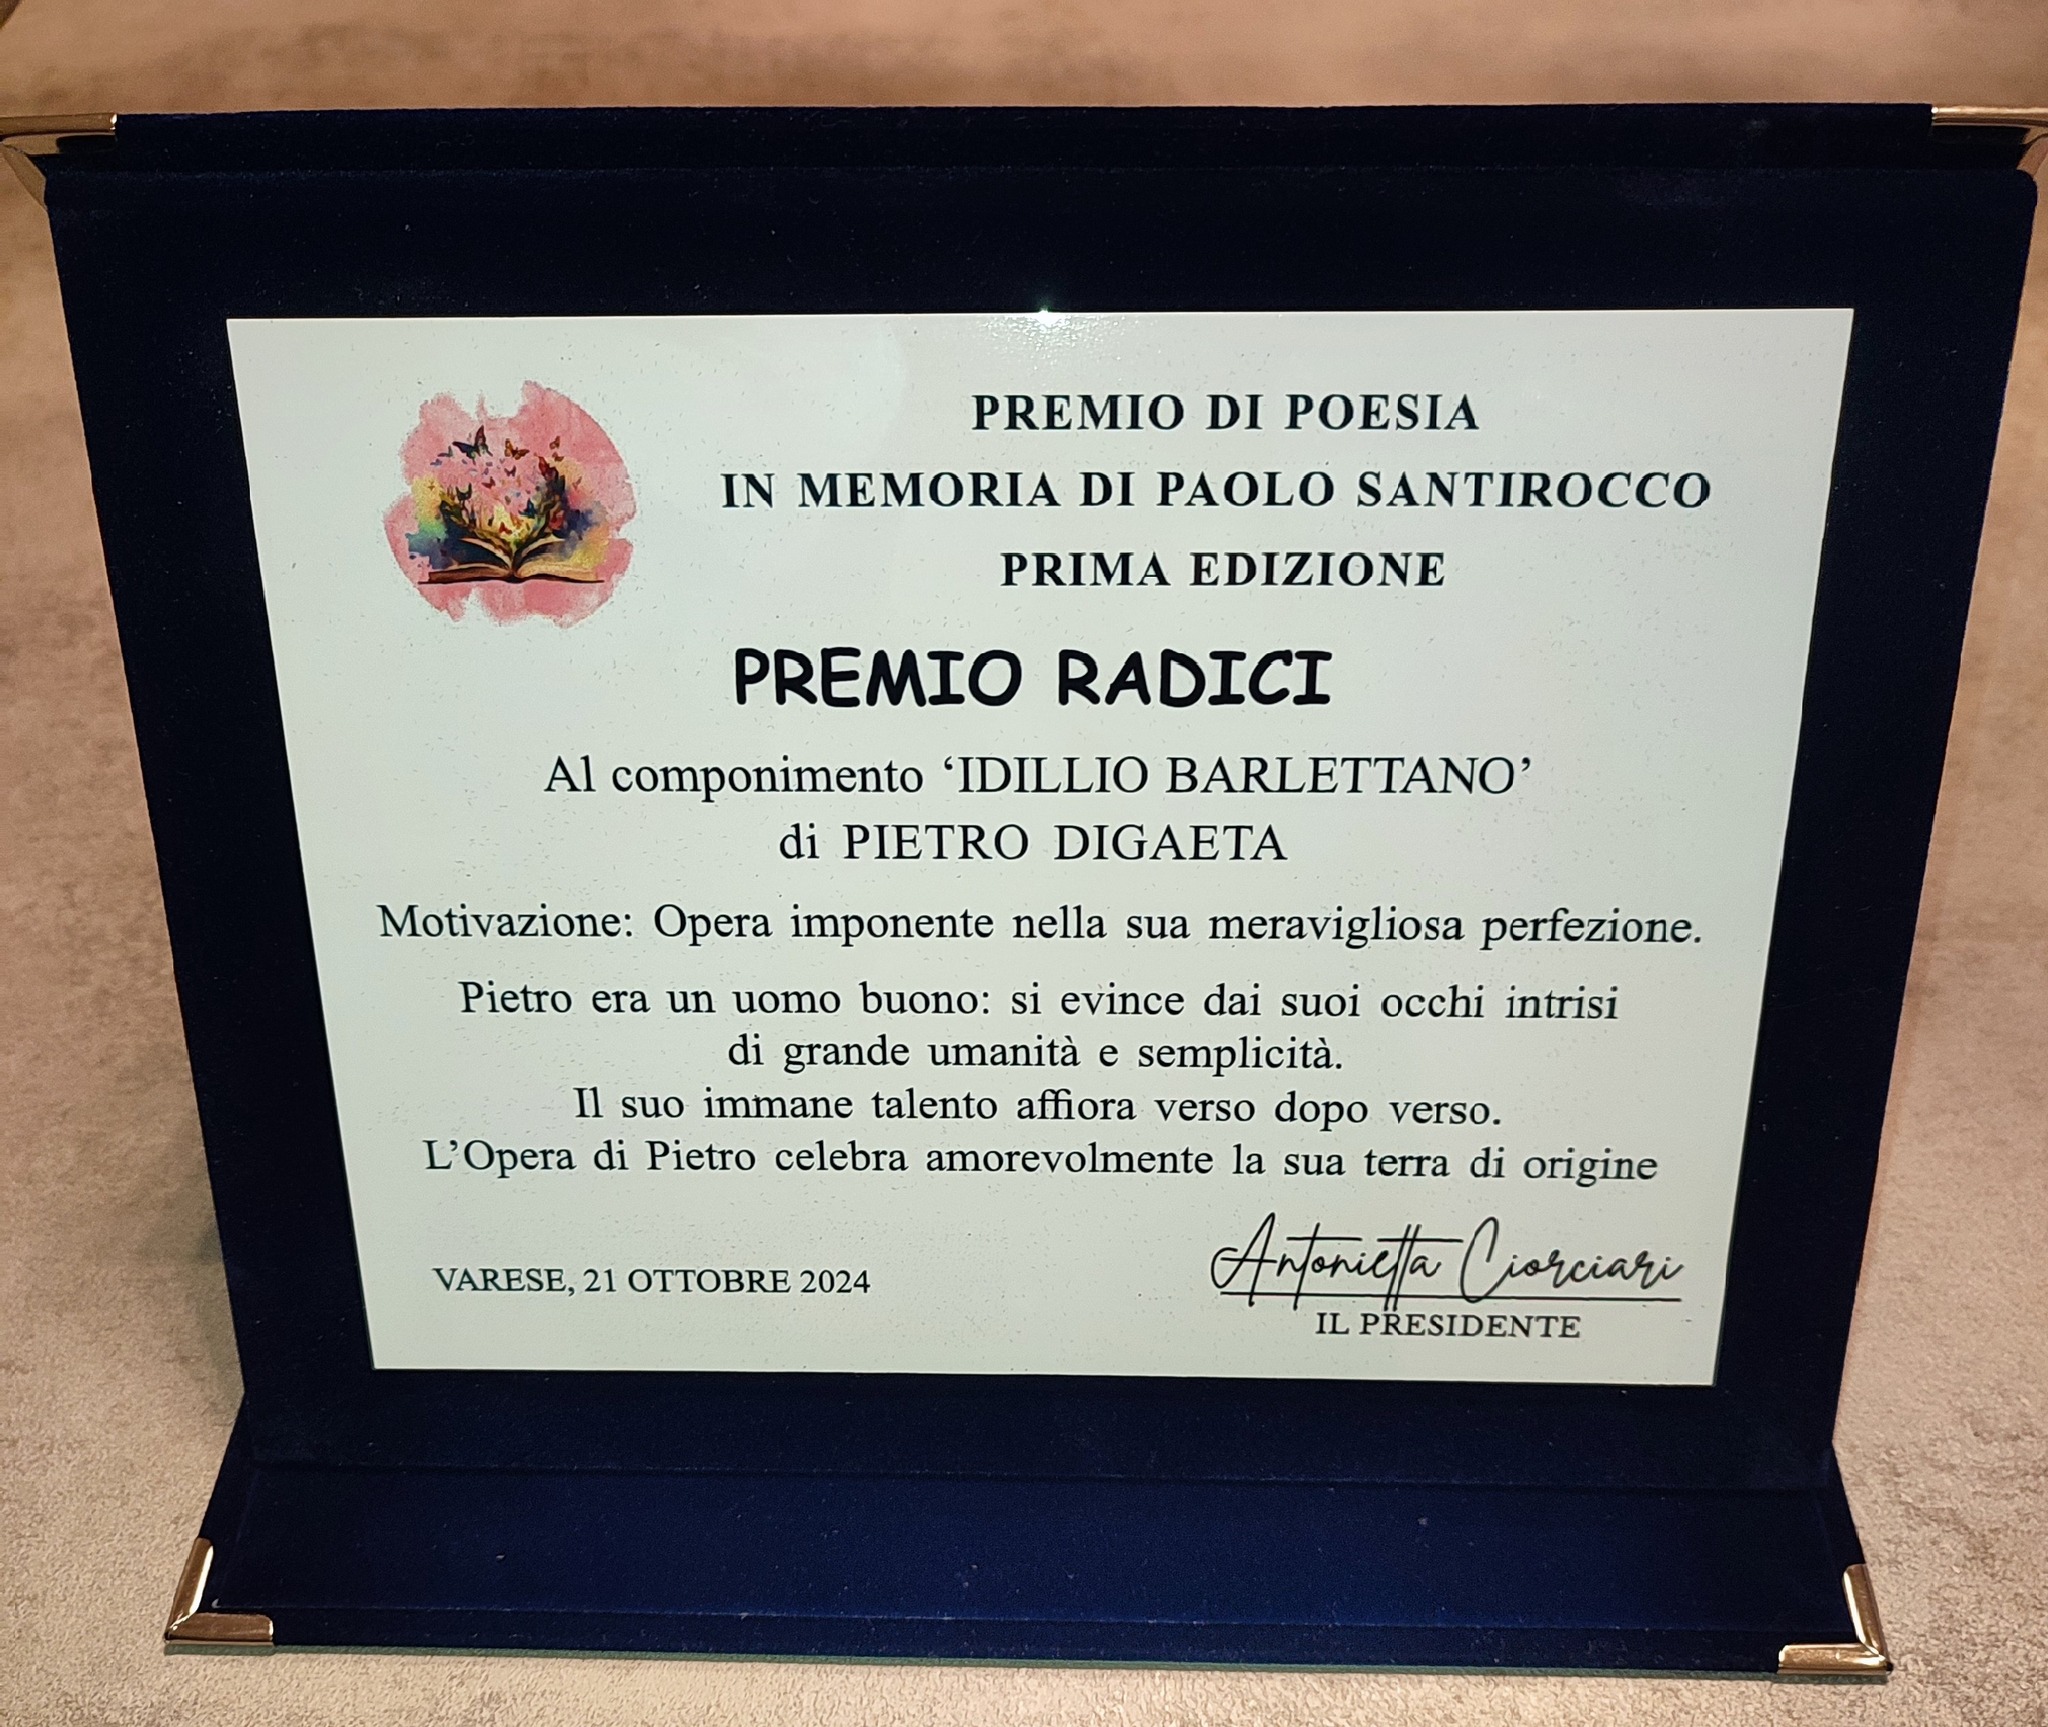 PREMIO DI POESIA
IN MEMORIA DI PAOLO SANTIROCCO
PRIMA EDIZIONE
PREMIO RADICI
Al componimento ‘IDILLIO BARLETTANO’
di PIETRO DIGAETA
Motivazione: Opera imponente nella sua meravigliosa perfezione.
Pietro era un uomo buono: si evince dai suoi occhi intrisi
di grande umanità e semplicità.
Il suo immane talento affiora verso dopo verso.
L’Opera di Pietro celebra amorevolmente la sua terra di origine
VARESE, 21 OTTOBRE 2024
Antonietta Ciorciari
IL PRESIDENTE